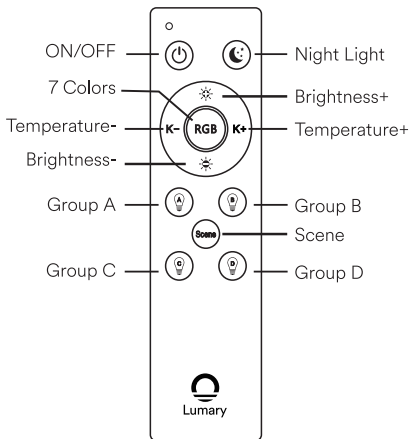 ON/OFF
Night Light
7 Colors
Brightness+
Temperature-
K-
RGB
K+
Temperature+
Brightness-
Group A
A
B
Group B
Scene
Scene
Group C
C
D
Group D
Lumary